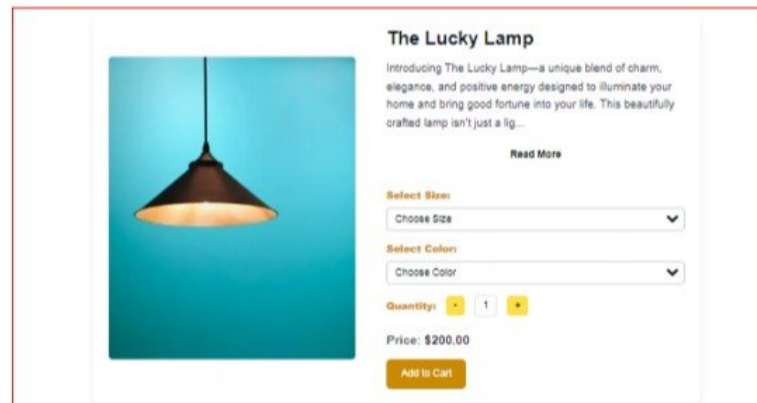 The Lucky Lamp
Introducing The Lucky Lamp—a unique blend of charm,
elegance, and positive energy designed to illuminate your
home and bring good fortune into your life. This beautifully
crafted lamp isn't just a lig...
Read More
Select Size:
Choose Size
Select Color:
Choose Color
Quantity: - 1 +
Price: $200.00
Add to Cart